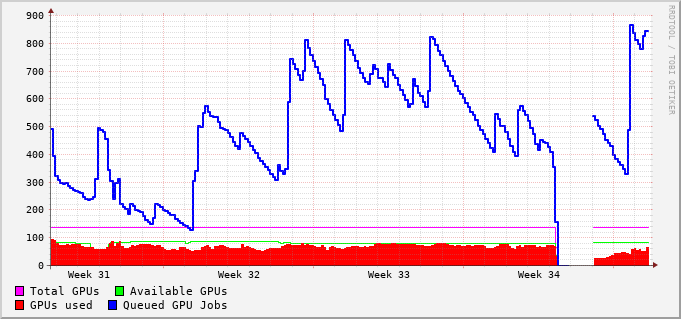 900
800
700
600
500
400
300
200
100
0
Week 31 Week 32 Week 33 Week 34
Total GPUs Available GPUs
GPUs used Queued GPU Jobs
RRDTOOL / TOBI OETIKER